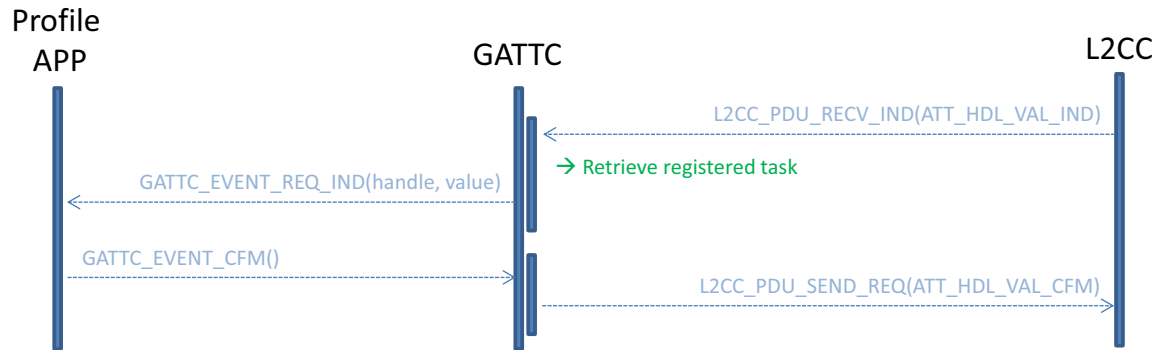 Profile
APP
GATTC
L2CC
L2CC_PDU_RECV_IND(ATT_HDL_VAL_IND)
→ Retrieve registered task
GATTC_EVENT_REQ_IND(handle, value)
GATTC_EVENT_CFM()
L2CC_PDU_SEND_REQ(ATT_HDL_VAL_CFM)